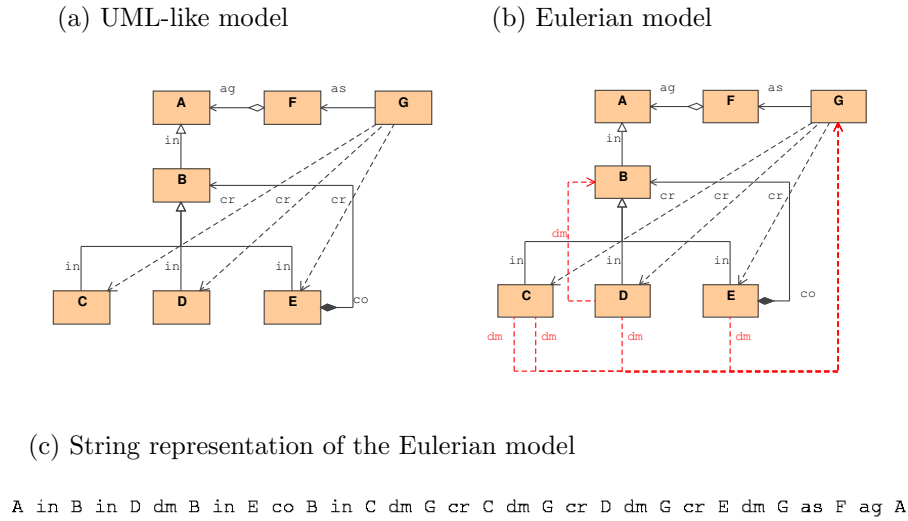 (a) UML-like model
(b) Eulerian model
ag
as
A
F
G
in
B
cr
cr
cr
in
in
in
co
C
D
E
ag
as
A
F
G
in
B
cr
cr
cr
dm
in
in
in
C
D
E
co
dm
dm
dm
dm
(c) String representation of the Eulerian model
A in B in D dm B in E co B in C dm G cr C dm G cr D dm G cr E dm G as F ag A